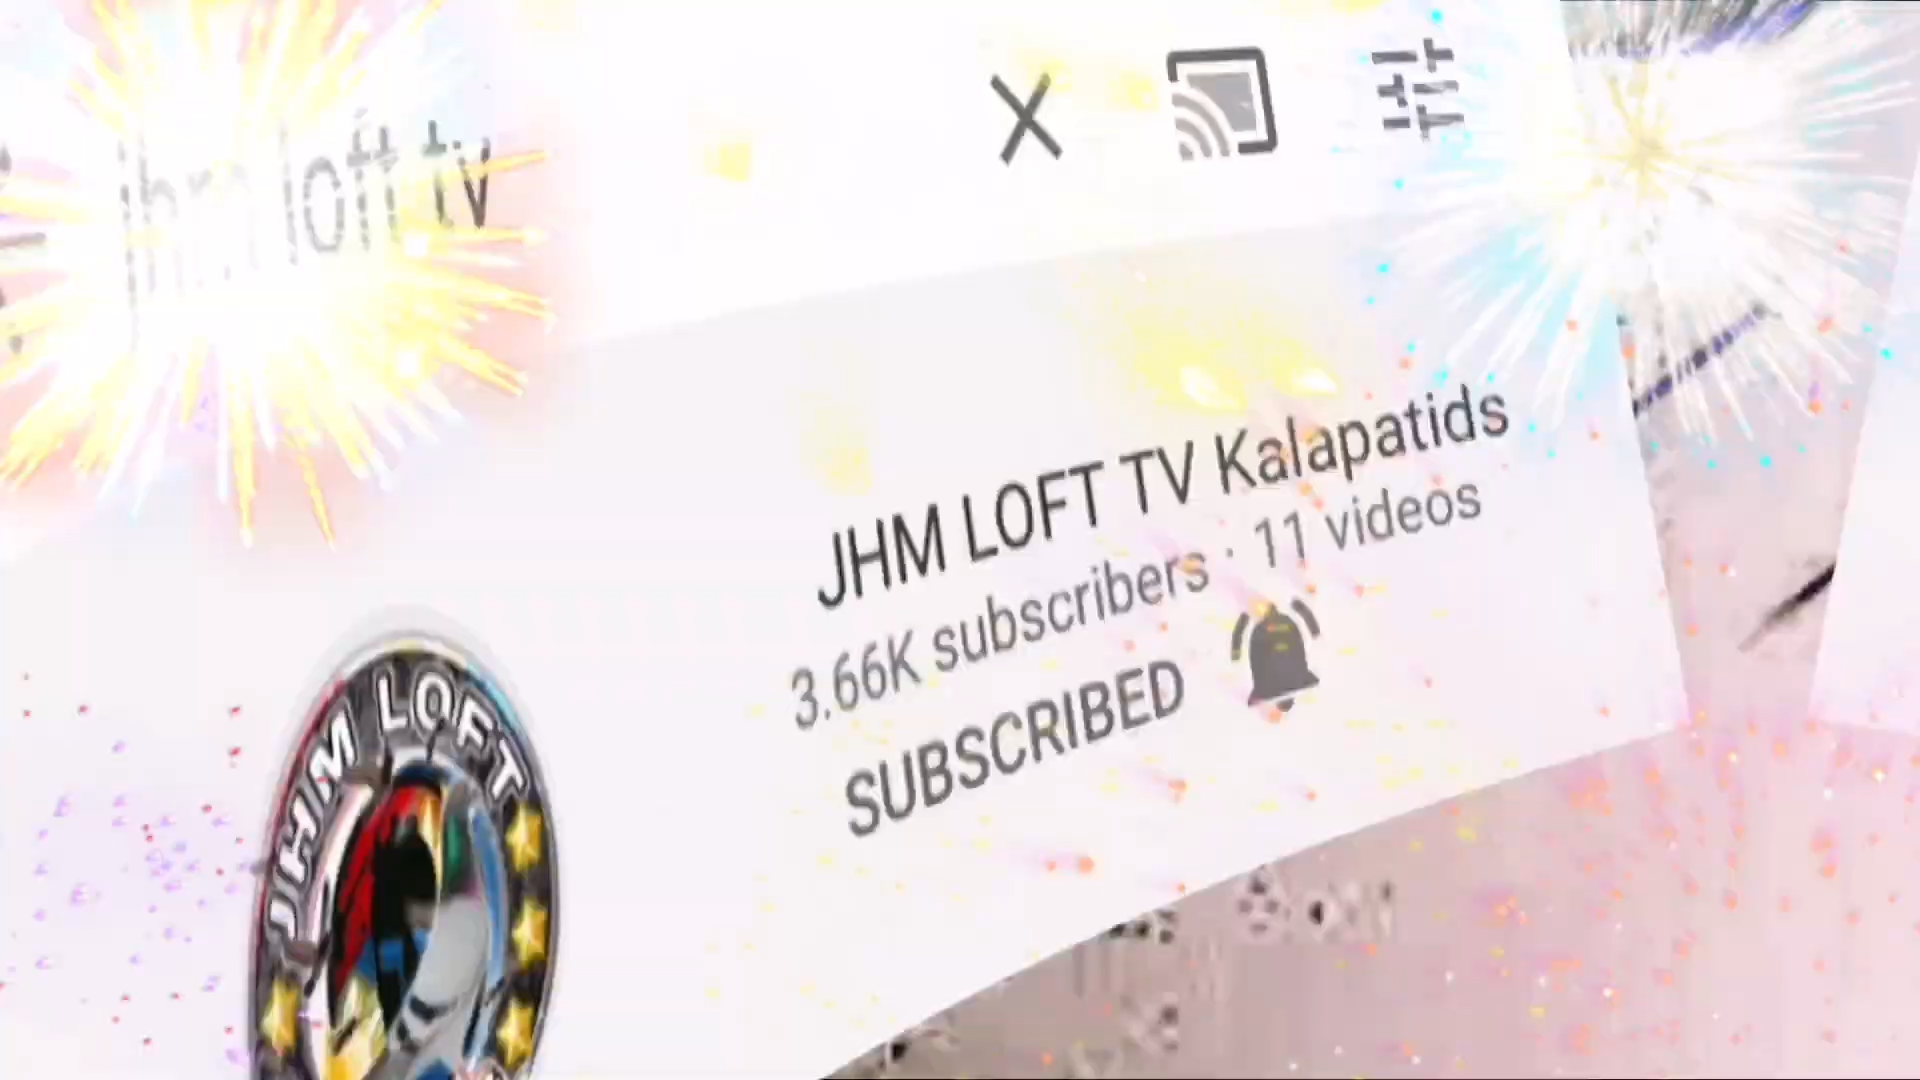 jhm loft tv
JHM LOFT TV Kalapatids
3.66K subscribers · 11 videos
SUBSCRIBED
JHM LOFT